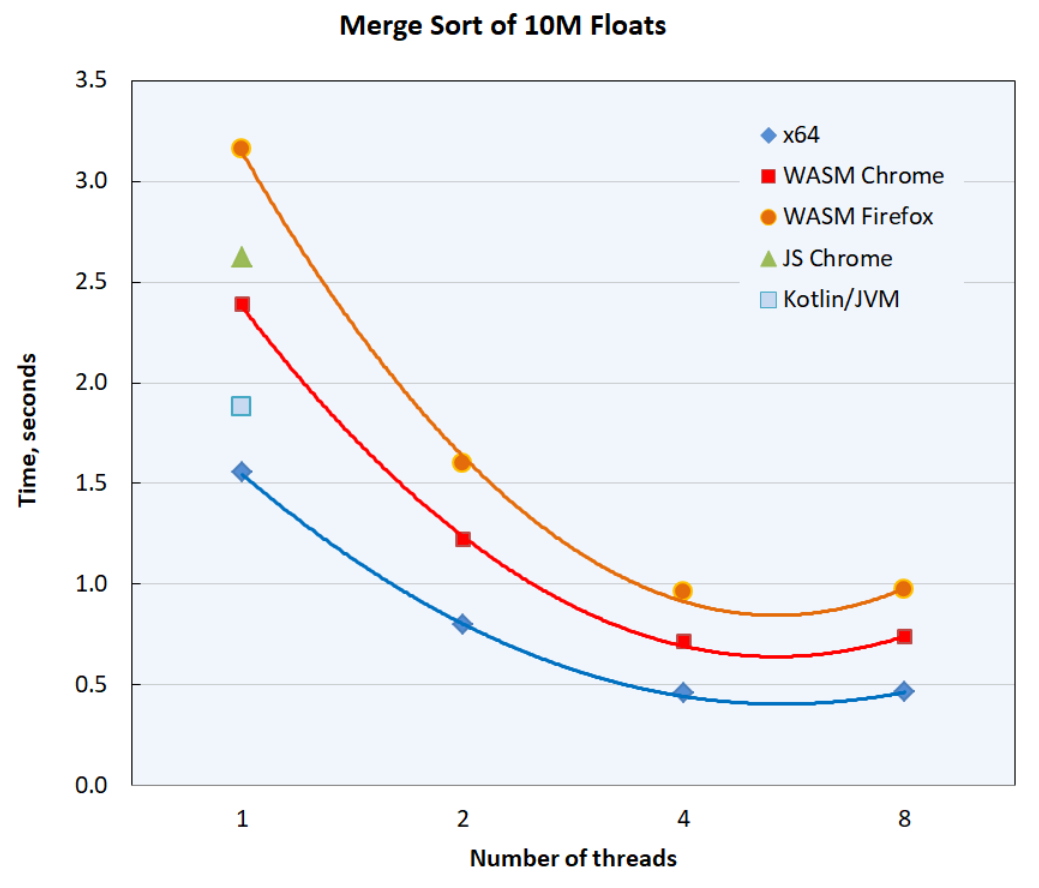 Merge Sort of 10M Floats
3.5
3.0
2.5
2.0
1.5
1.0
0.5
0.0
Time, seconds
x64
WASM Chrome
WASM Firefox
JS Chrome
Kotlin/JVM
1 2 4 8
Number of threads